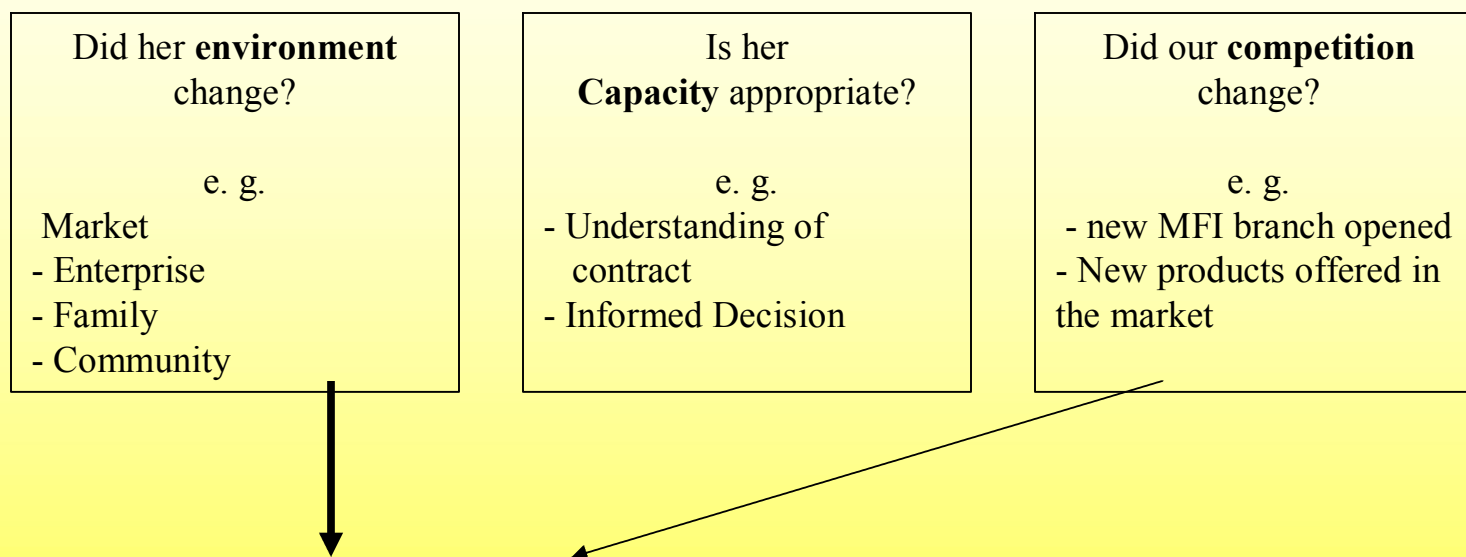 Did her environment
change?
e. g.
Market
- Enterprise
- Family
- Community
Is her
Capacity appropriate?
e. g.
- Understanding of
contract
- Informed Decision
Did our competition
change?
e. g.
- new MFI branch opened
- New products offered in
the market